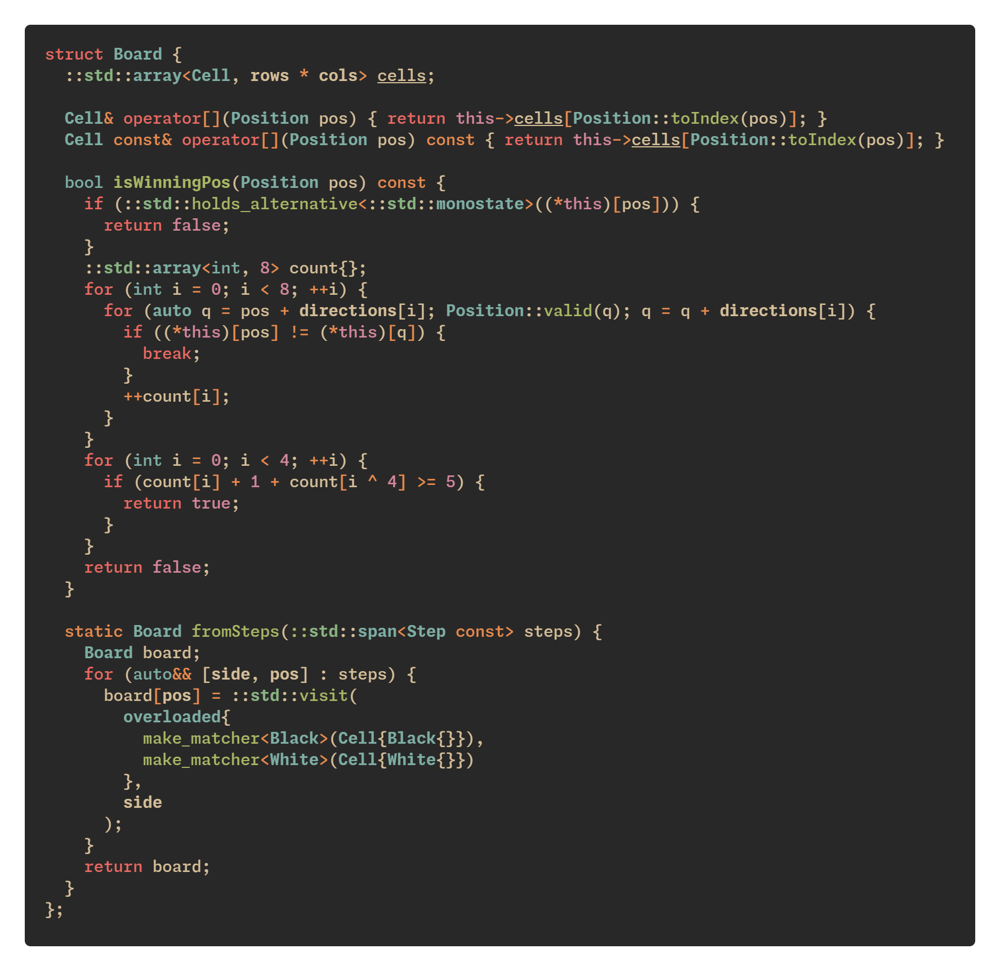 struct Board {
  ::std::array<Cell, rows * cols> cells;

  Cell& operator[](Position pos) { return this->cells[Position::toIndex(pos)]; }
  Cell const& operator[](Position pos) const { return this->cells[Position::toIndex(pos)]; }

  bool isWinningPos(Position pos) const {
    if (::std::holds_alternative<::std::monostate>((*this)[pos])) {
      return false;
    }
    ::std::array<int, 8> count{};
    for (int i = 0; i < 8; ++i) {
      for (auto q = pos + directions[i]; Position::valid(q); q = q + directions[i]) {
        if ((*this)[pos] != (*this)[q]) {
          break;
        }
        ++count[i];
      }
    }
    for (int i = 0; i < 4; ++i) {
      if (count[i] + 1 + count[i ^ 4] >= 5) {
        return true;
      }
    }
    return false;
  }

  static Board fromSteps(::std::span<Step const> steps) {
    Board board;
    for (auto&& [side, pos] : steps) {
      board[pos] = ::std::visit(
        overloaded{
          make_matcher<Black>(Cell{Black{}}),
          make_matcher<White>(Cell{White{}})
        },
        side
      );
    }
    return board;
  }
};